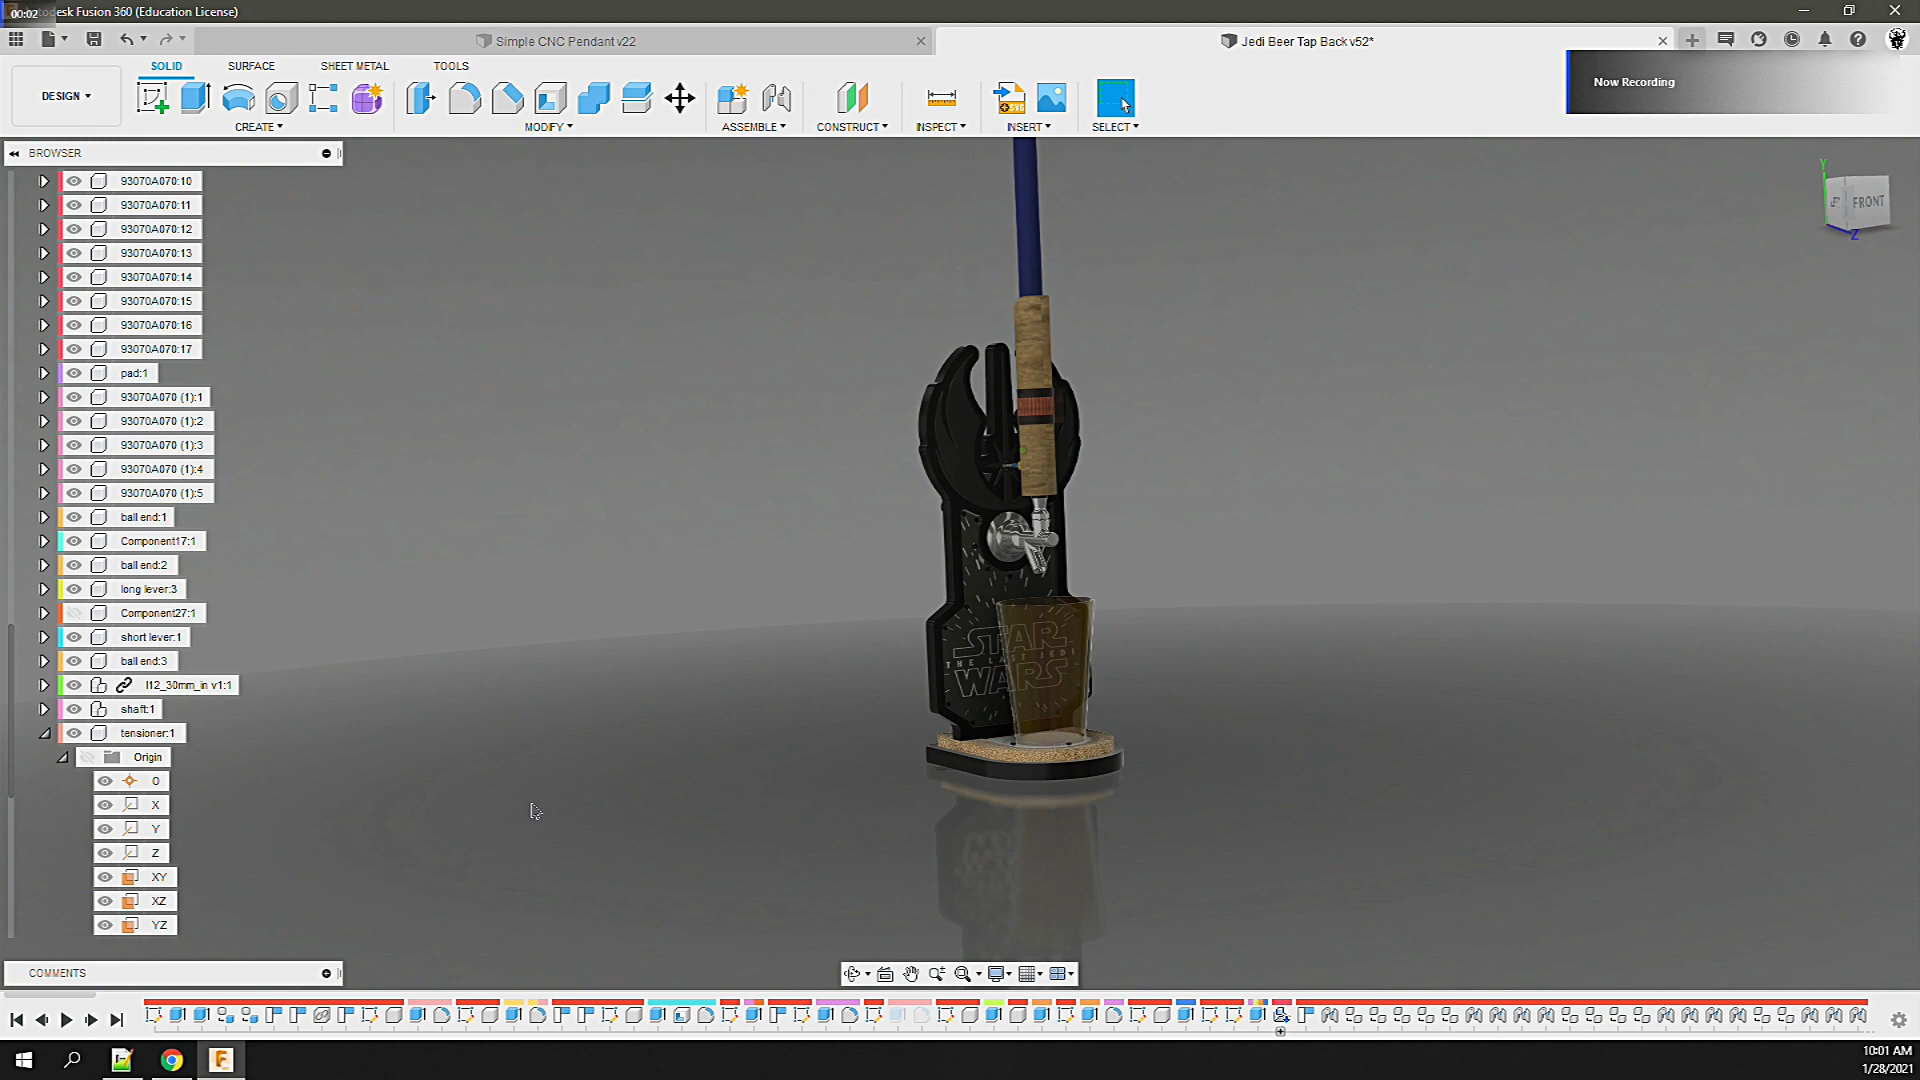 00:02
odesk Fusion 360 (Education License)
Simple CNC Pendant v22
Jedi Beer Tap Back v52*
Now Recording
DESIGN
SOLID
SURFACE
SHEET METAL
TOOLS
CREATE
MODIFY
ASSEMBLE
CONSTRUCT
INSPECT
INSERT
SELECT
BROWSER
93070A070:10
93070A070:11
93070A070:12
93070A070:13
93070A070:14
93070A070:15
93070A070:16
93070A070:17
pad:1
93070A070 (1):1
93070A070 (1):2
93070A070 (1):3
93070A070 (1):4
93070A070 (1):5
ball end:1
Component17:1
ball end:2
long lever:3
Component27:1
short lever:1
ball end:3
I12_30mm_in v1:1
shaft:1
tensioner:1
Origin
O
X
Y
Z
XY
XZ
YZ
Y
FRONT
Z
STAR
THE LAST JEDI
WARS
COMMENTS
10:01 AM
1/28/2021